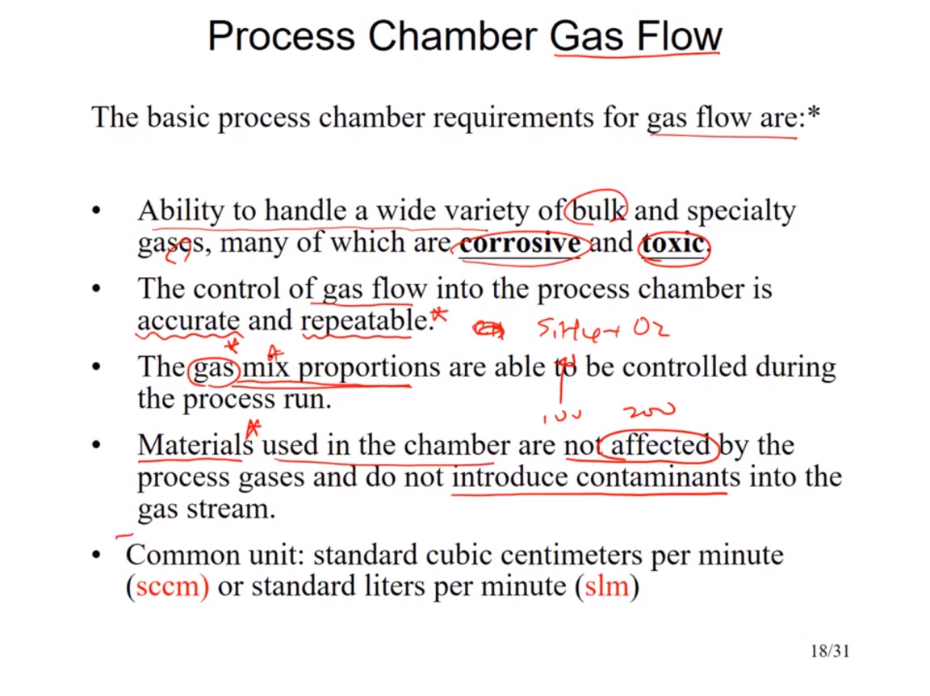 Process Chamber Gas Flow
The basic process chamber requirements for gas flow are:*
• Ability to handle a wide variety of bulk and specialty
gases, many of which are corrosive and toxic.
• The control of gas flow into the process chamber is
accurate and repeatable.*
SiH4 + O2
• The gas mix proportions are able to be controlled during
the process run.
100 200
• Materials used in the chamber are not affected by the
process gases and do not introduce contaminants into the
gas stream.
• Common unit: standard cubic centimeters per minute
(sccm) or standard liters per minute (slm)
18/31